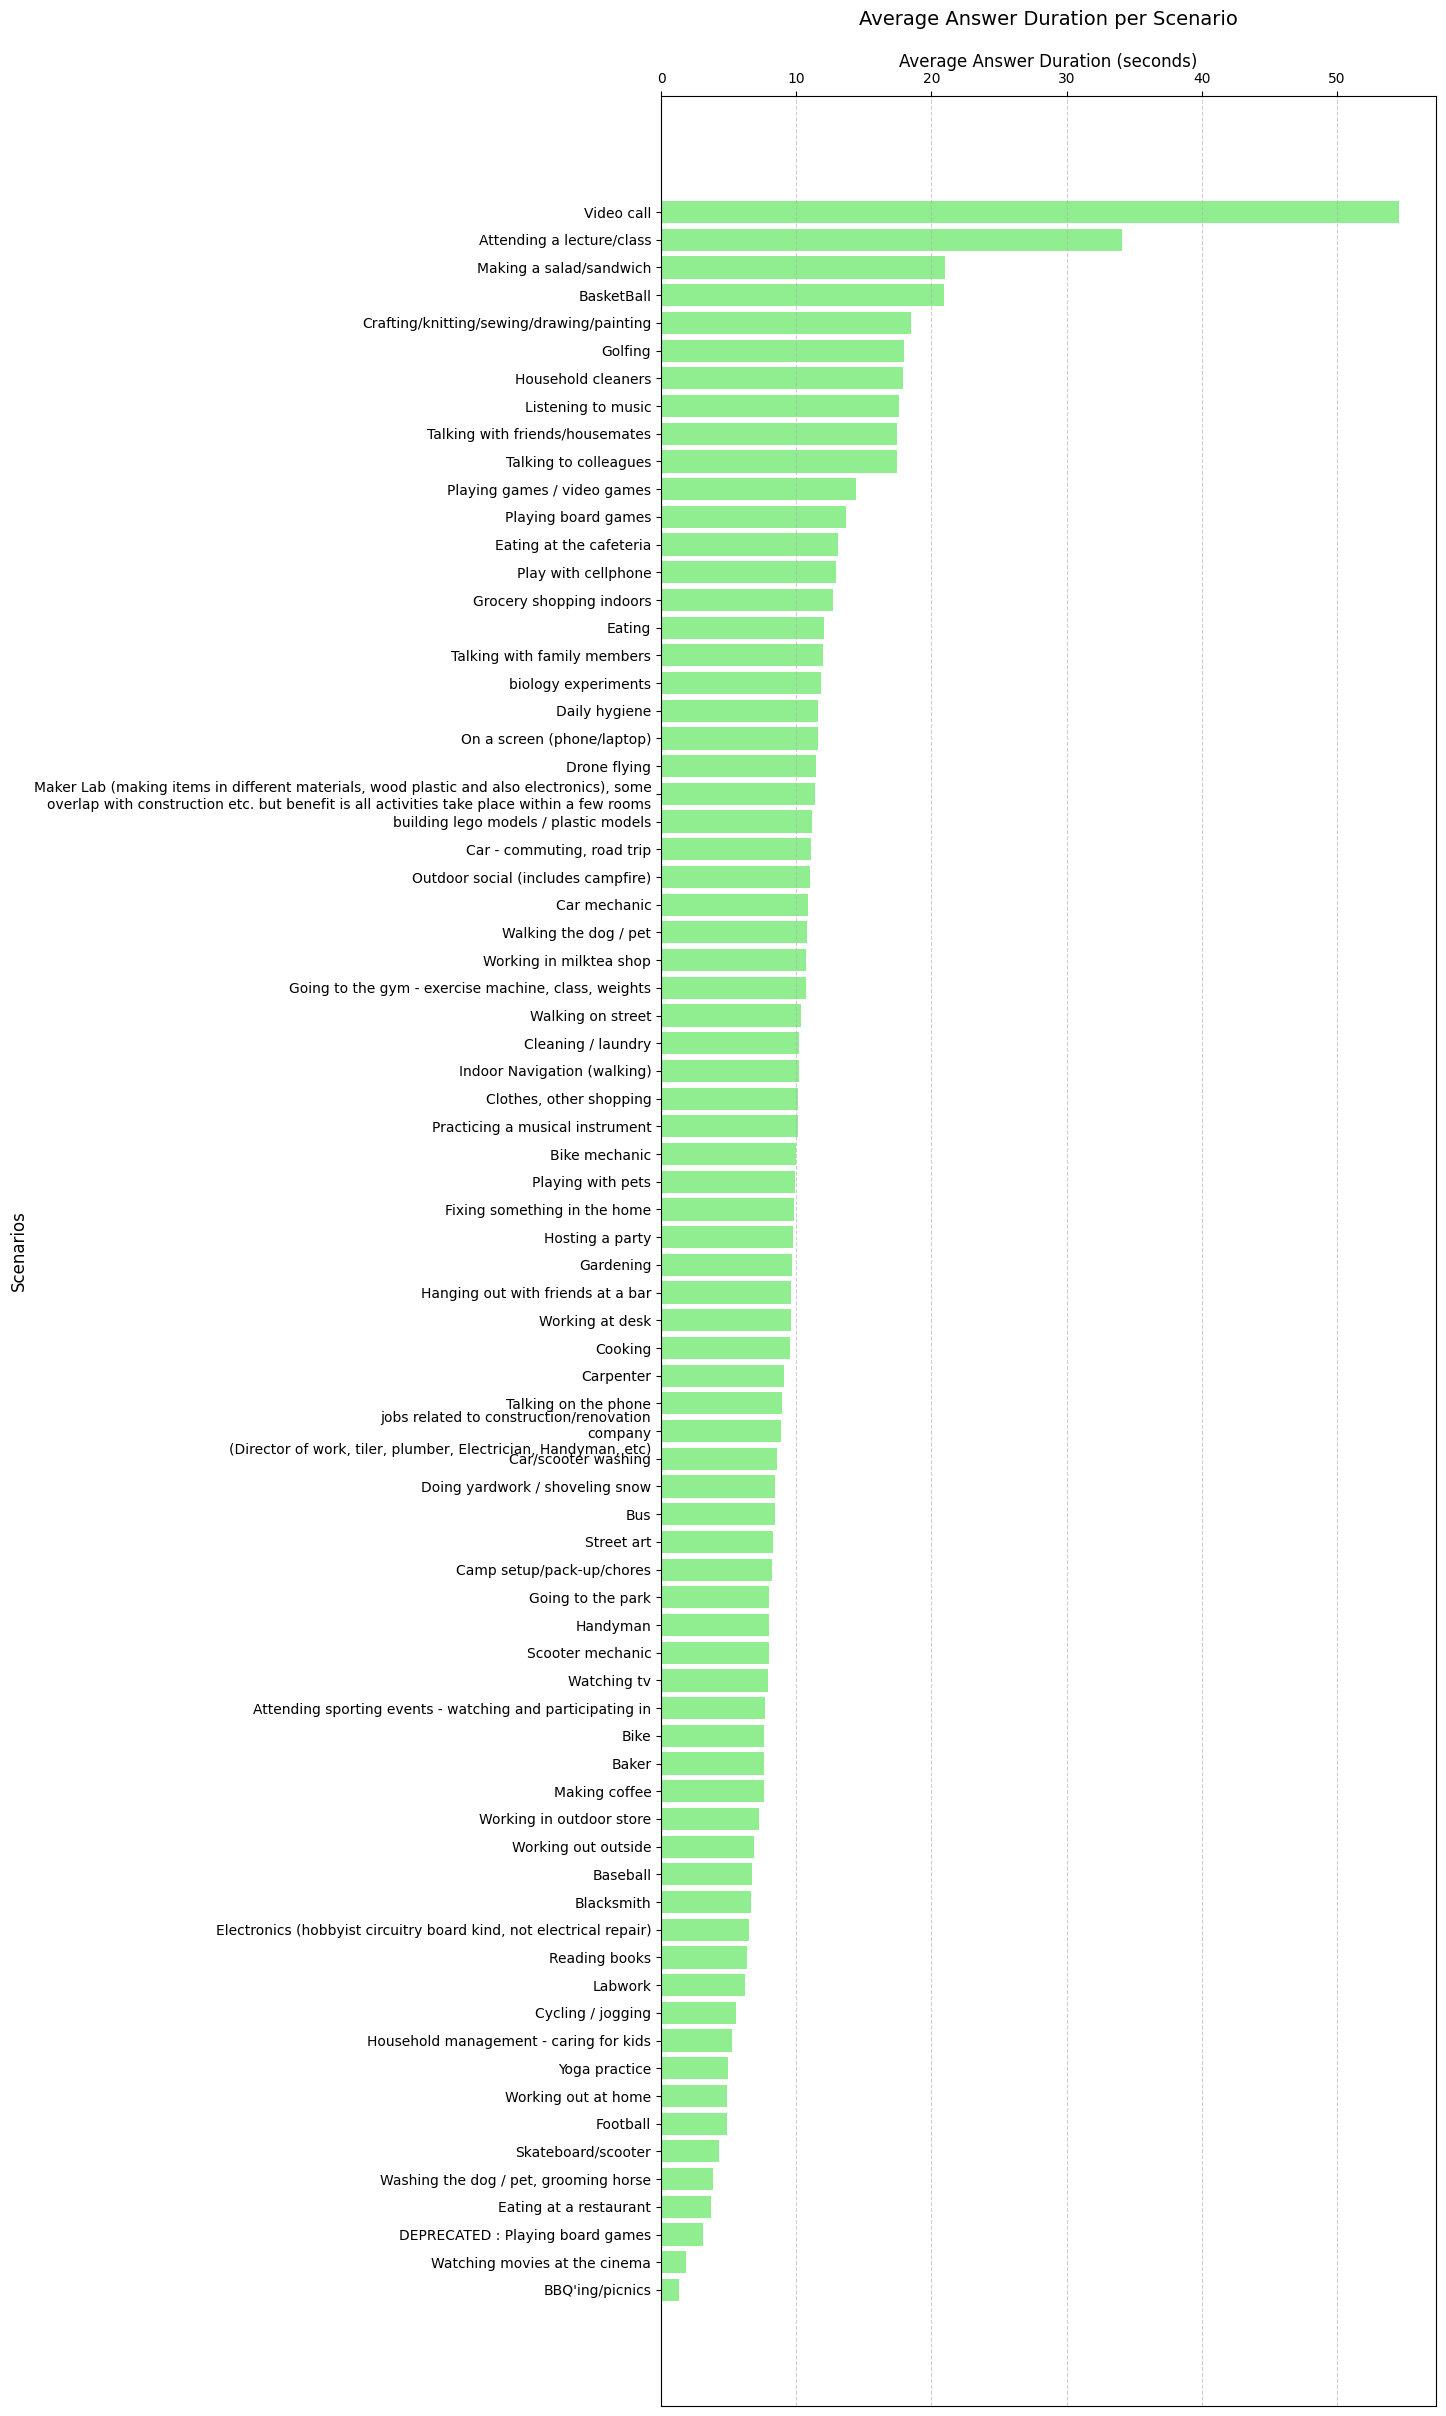 Average Answer Duration per Scenario
Average Answer Duration (seconds)
0 10 20 30 40 50
Scenarios
Video call
Attending a lecture/class
Making a salad/sandwich
BasketBall
Crafting/knitting/sewing/drawing/painting
Golfing
Household cleaners
Listening to music
Talking with friends/housemates
Talking to colleagues
Playing games / video games
Playing board games
Eating at the cafeteria
Play with cellphone
Grocery shopping indoors
Eating
Talking with family members
biology experiments
Daily hygiene
On a screen (phone/laptop)
Drone flying
Maker Lab (making items in different materials, wood plastic and also electronics), some
overlap with construction etc. but benefit is all activities take place within a few rooms
building lego models / plastic models
Car - commuting, road trip
Outdoor social (includes campfire)
Car mechanic
Walking the dog / pet
Working in milktea shop
Going to the gym - exercise machine, class, weights
Walking on street
Cleaning / laundry
Indoor Navigation (walking)
Clothes, other shopping
Practicing a musical instrument
Bike mechanic
Playing with pets
Fixing something in the home
Hosting a party
Gardening
Hanging out with friends at a bar
Working at desk
Cooking
Carpenter
Talking on the phone
jobs related to construction/renovation
company
(Director of work, tiler, plumber, Electrician, Handyman, etc)
Car/scooter washing
Doing yardwork / shoveling snow
Bus
Street art
Camp setup/pack-up/chores
Going to the park
Handyman
Scooter mechanic
Watching tv
Attending sporting events - watching and participating in
Bike
Baker
Making coffee
Working in outdoor store
Working out outside
Baseball
Blacksmith
Electronics (hobbyist circuitry board kind, not electrical repair)
Reading books
Labwork
Cycling / jogging
Household management - caring for kids
Yoga practice
Working out at home
Football
Skateboard/scooter
Washing the dog / pet, grooming horse
Eating at a restaurant
DEPRECATED : Playing board games
Watching movies at the cinema
BBQ'ing/picnics